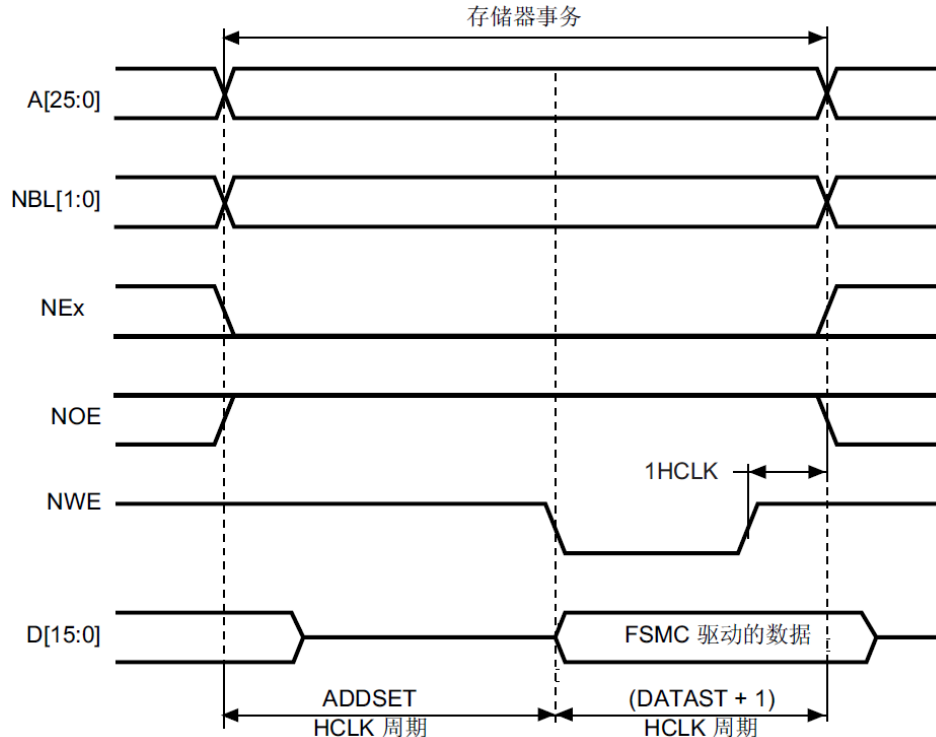 存储器事务
A[25:0]
NBL[1:0]
NEx
NOE
1HCLK
NWE
D[15:0]
FSMC 驱动的数据
ADDSET
HCLK 周期
(DATAST + 1)
HCLK 周期